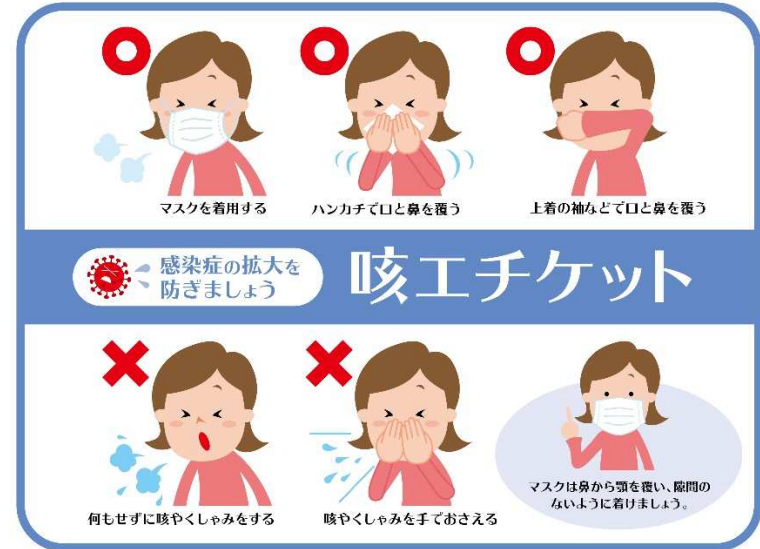 マスクを着用する
ハンカチで口と鼻を覆う
上着の袖などで口と鼻を覆う
感染症の拡大を
防ぎましょう
咳エチケット
何もせずに咳やくしゃみをする
咳やくしゃみを手でおさえる
マスクは鼻から顎を覆い、隙間の
ないように着けましょう。